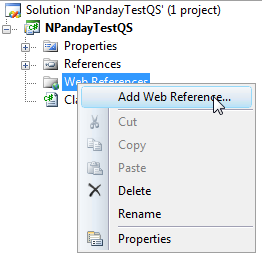 Solution 'NPandayTestQS' (1 project)
NPandayTestQS
Properties
References
Web References
Cla
Add Web Reference...
Cut
Copy
Paste
Delete
Rename
Properties